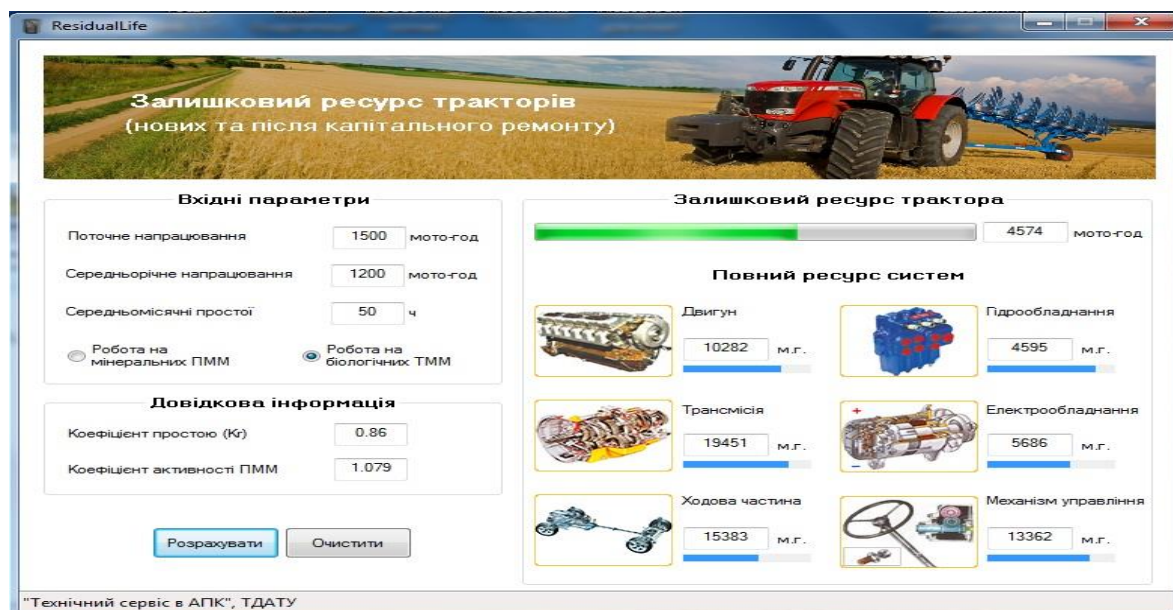 ResidualLife
Залишковий ресурс тракторів
(нових та після капітального ремонту)
Вхідні параметри
Поточне напрацювання 1500 мото-год
Середньорічне напрацювання 1200 мото-год
Середньомісячні простої 50 ч
Робота на
мінеральних ПММ
Робота на
біологічних ТММ
Довідкова інформація
Коефіцієнт простою (Kr) 0.86
Коефіцієнт активності ПММ 1.079
Розрахувати Очистити
Залишковий ресурс трактора
4574 мото-год
Повний ресурс систем
Двигун
10282 м.г.
Гідрообладнання
4595 м.г.
Трансмісія
19451 м.г.
+
−
Електрообладнання
5686 м.г.
Ходова частина
15383 м.г.
Механізм управління
13362 м.г.
"Технічний сервіс в АПК", ТДАТУ